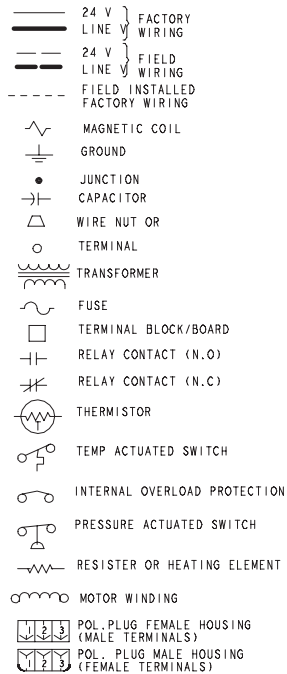 24 V
LINE V
FACTORY
WIRING
24 V
LINE V
FIELD
WIRING
FIELD INSTALLED
FACTORY WIRING
MAGNETIC COIL
GROUND
JUNCTION
CAPACITOR
WIRE NUT OR
TERMINAL
TRANSFORMER
FUSE
TERMINAL BLOCK/BOARD
RELAY CONTACT (N.O)
RELAY CONTACT (N.C)
THERMISTOR
TEMP ACTUATED SWITCH
INTERNAL OVERLOAD PROTECTION
PRESSURE ACTUATED SWITCH
RESISTER OR HEATING ELEMENT
MOTOR WINDING
1 2 3 POL.PLUG FEMALE HOUSING
(MALE TERMINALS)
1 2 3 POL. PLUG MALE HOUSING
(FEMALE TERMINALS)